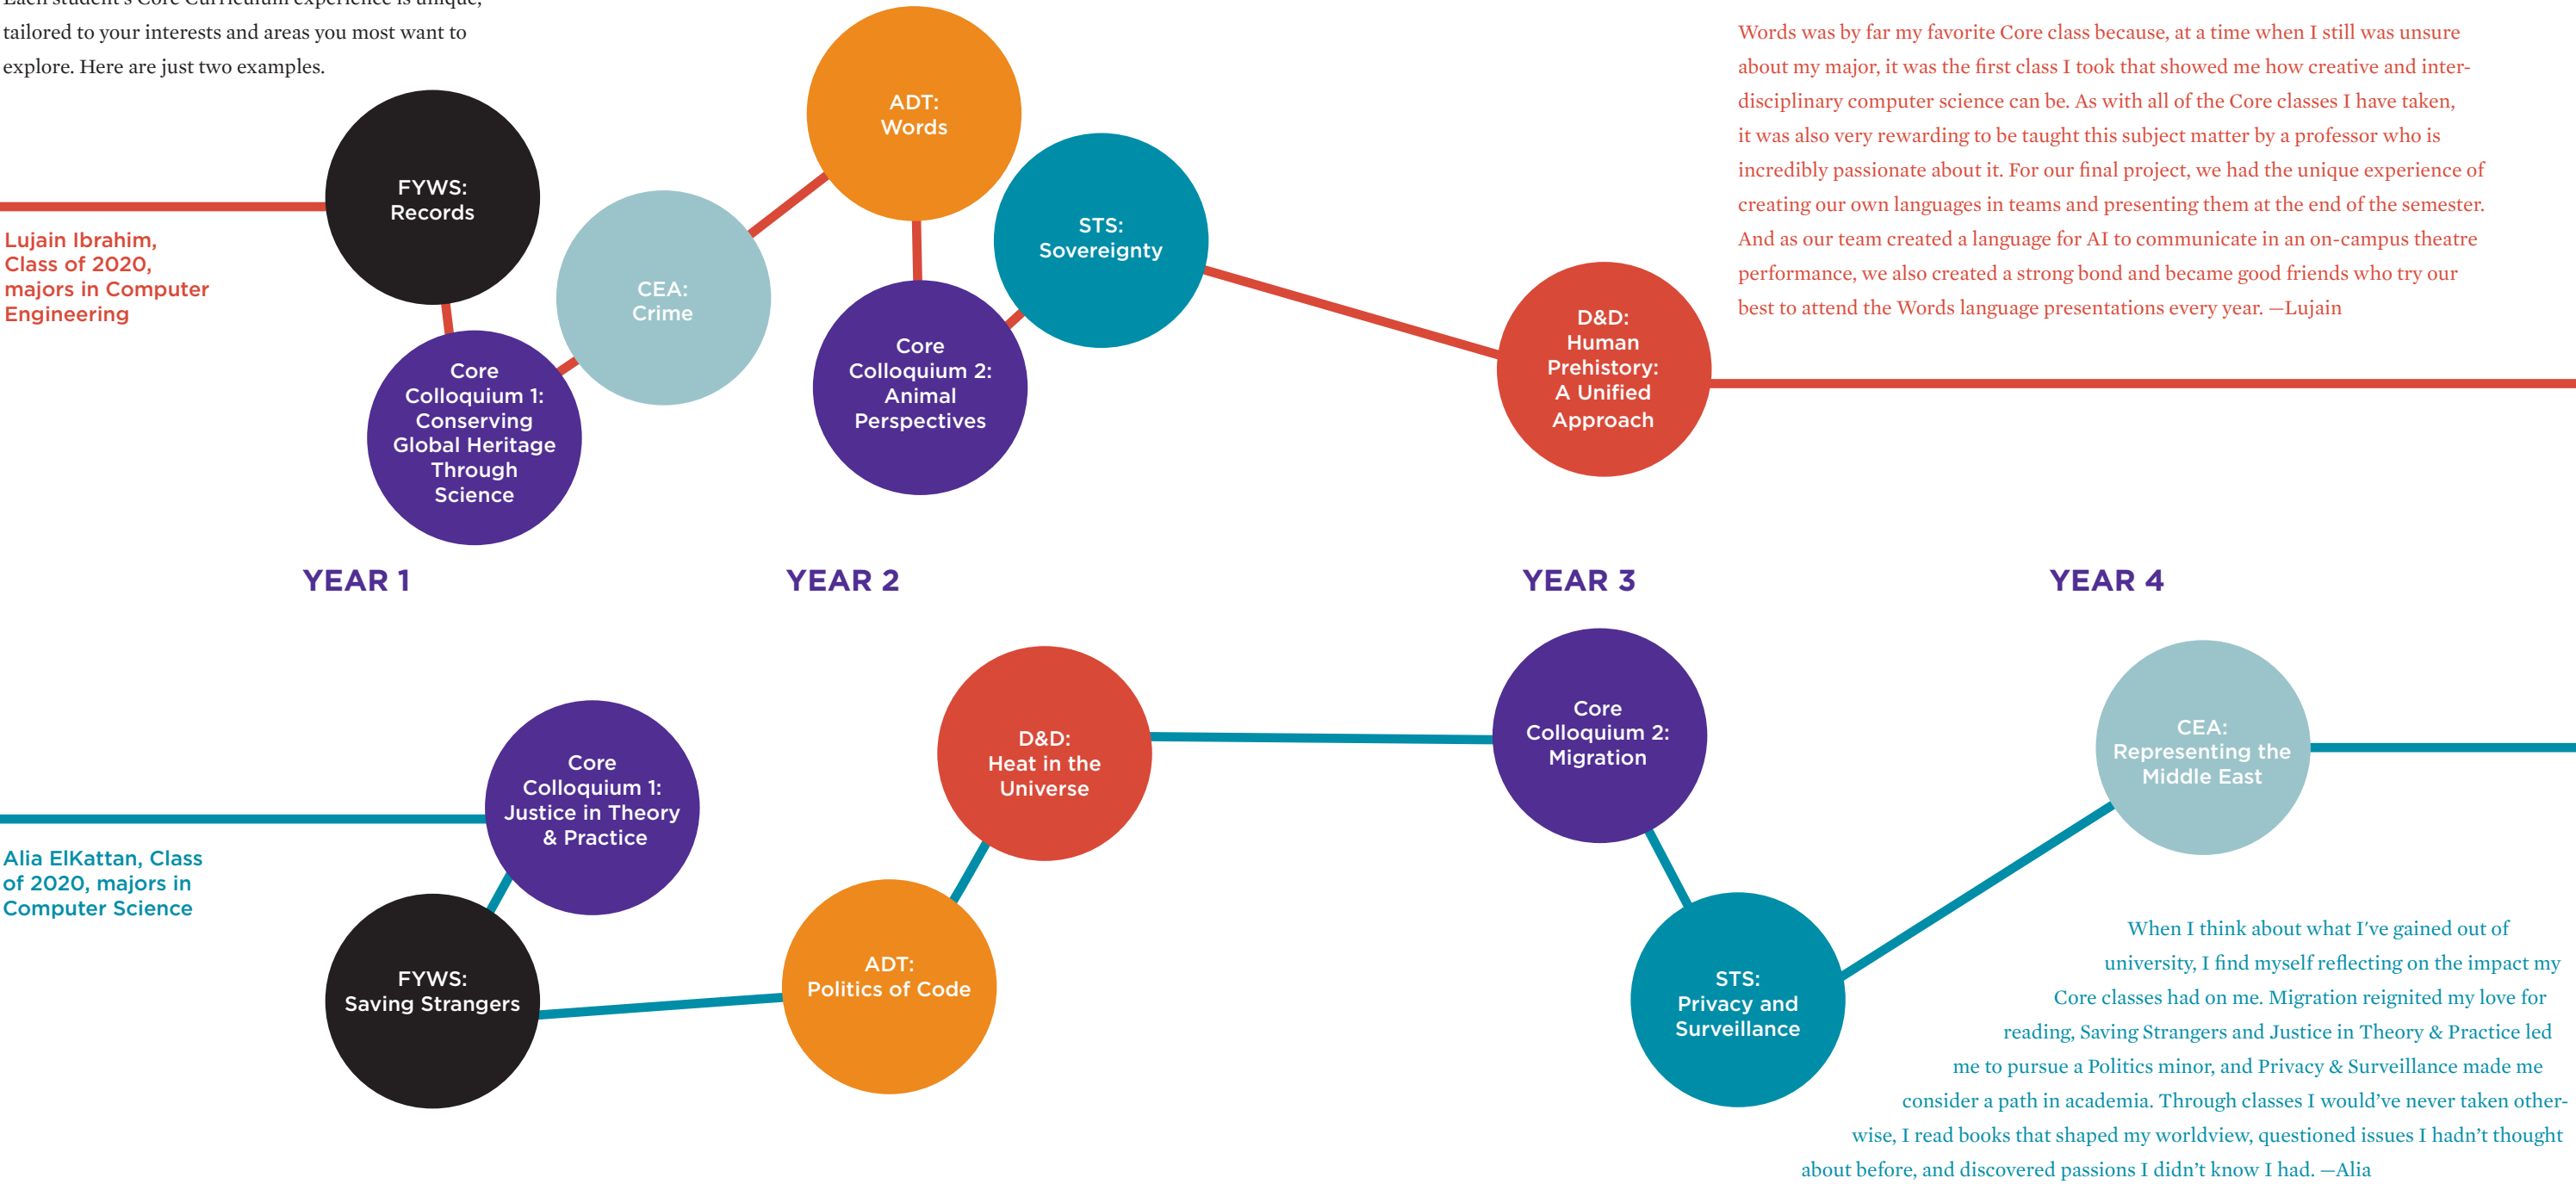 Each student's Core Curriculum experience is unique,
tailored to your interests and areas you most want to
explore. Here are just two examples.
Lujain Ibrahim,
Class of 2020,
majors in Computer
Engineering
FYWS:
Records
Core
Colloquium 1:
Conserving
Global Heritage
Through
Science
CEA:
Crime
ADT:
Words
Core
Colloquium 2:
Animal
Perspectives
STS:
Sovereignty
D&D:
Human
Prehistory:
A Unified
Approach
Words was by far my favorite Core class because, at a time when I still was unsure
about my major, it was the first class I took that showed me how creative and inter-
disciplinary computer science can be. As with all of the Core classes I have taken,
it was also very rewarding to be taught this subject matter by a professor who is
incredibly passionate about it. For our final project, we had the unique experience of
creating our own languages in teams and presenting them at the end of the semester.
And as our team created a language for AI to communicate in an on-campus theatre
performance, we also created a strong bond and became good friends who try our
best to attend the Words language presentations every year. —Lujain
YEAR 1
YEAR 2
YEAR 3
YEAR 4
Alia ElKattan, Class
of 2020, majors in
Computer Science
Core
Colloquium 1:
Justice in Theory
& Practice
FYWS:
Saving Strangers
ADT:
Politics of Code
D&D:
Heat in the
Universe
Core
Colloquium 2:
Migration
STS:
Privacy and
Surveillance
CEA:
Representing the
Middle East
When I think about what I've gained out of
university, I find myself reflecting on the impact my
Core classes had on me. Migration reignited my love for
reading, Saving Strangers and Justice in Theory & Practice led
me to pursue a Politics minor, and Privacy & Surveillance made me
consider a path in academia. Through classes I would’ve never taken other-
wise, I read books that shaped my worldview, questioned issues I hadn’t thought
about before, and discovered passions I didn’t know I had. —Alia